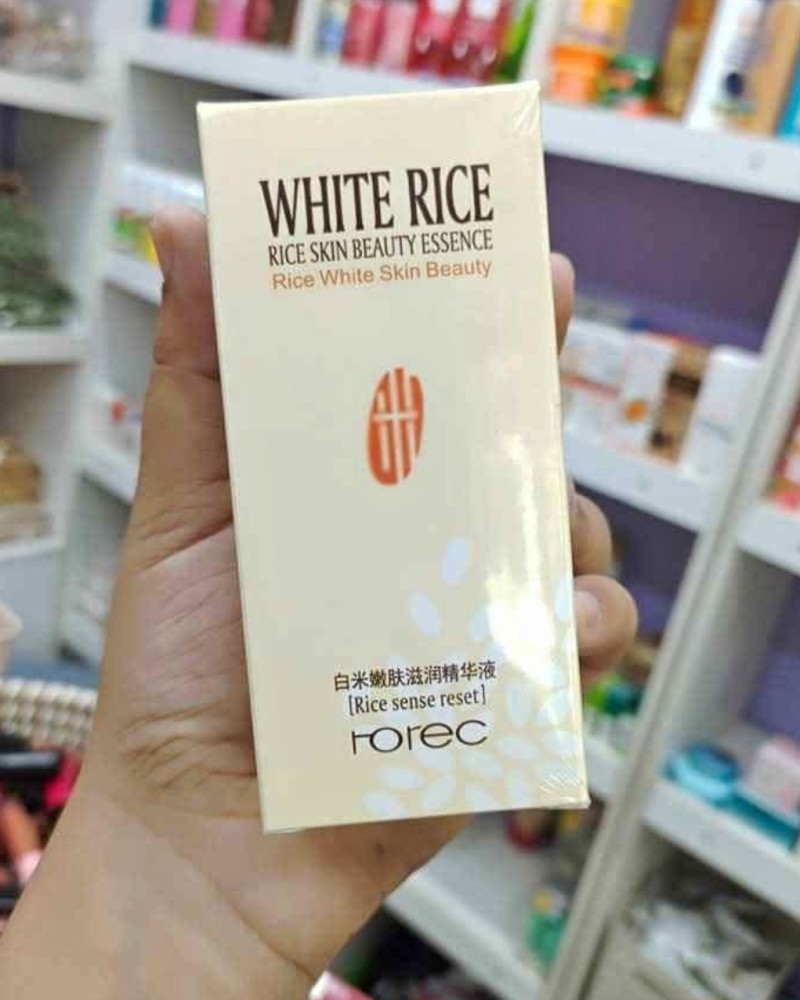 WHITE RICE
RICE SKIN BEAUTY ESSENCE
Rice White Skin Beauty
白米嫩肤滋润精华液
[Rice sense reset]
rorec